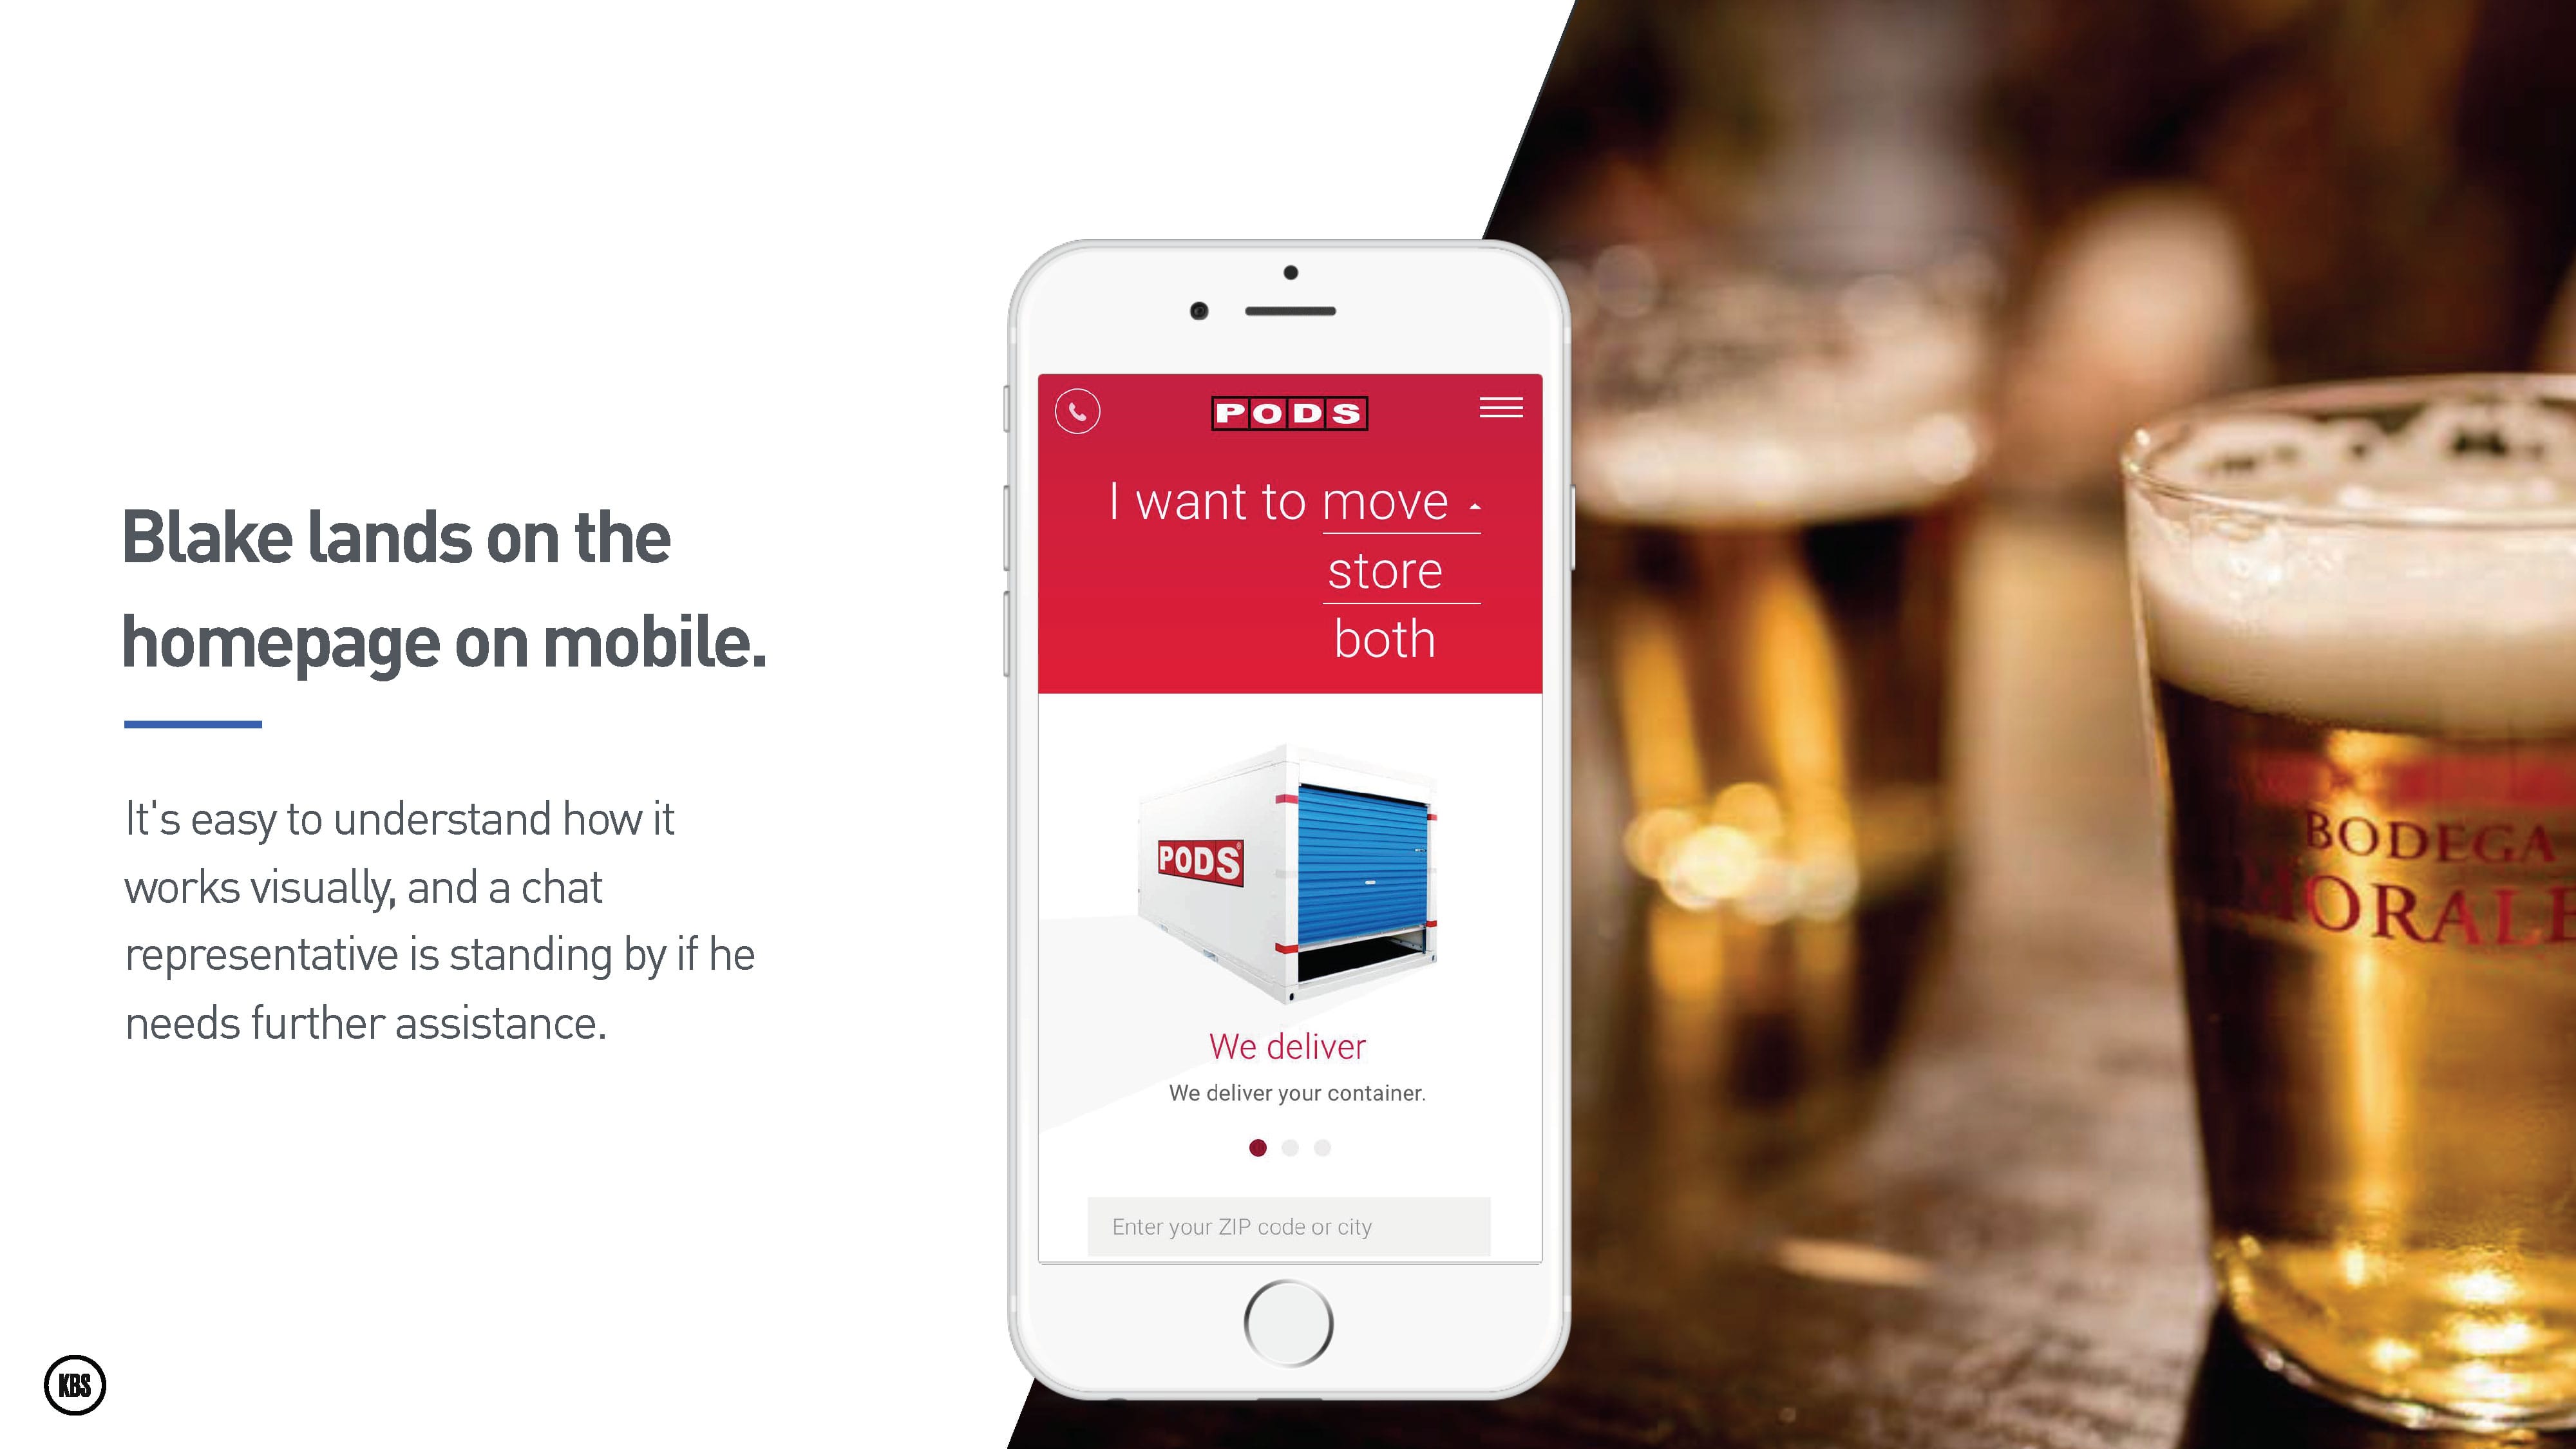 Blake lands on the
homepage on mobile.
It's easy to understand how it
works visually, and a chat
representative is standing by if he
needs further assistance.
KBS
PODS
I want to move
store
both
PODS
We deliver
We deliver your container.
Enter your ZIP code or city
BODEGA